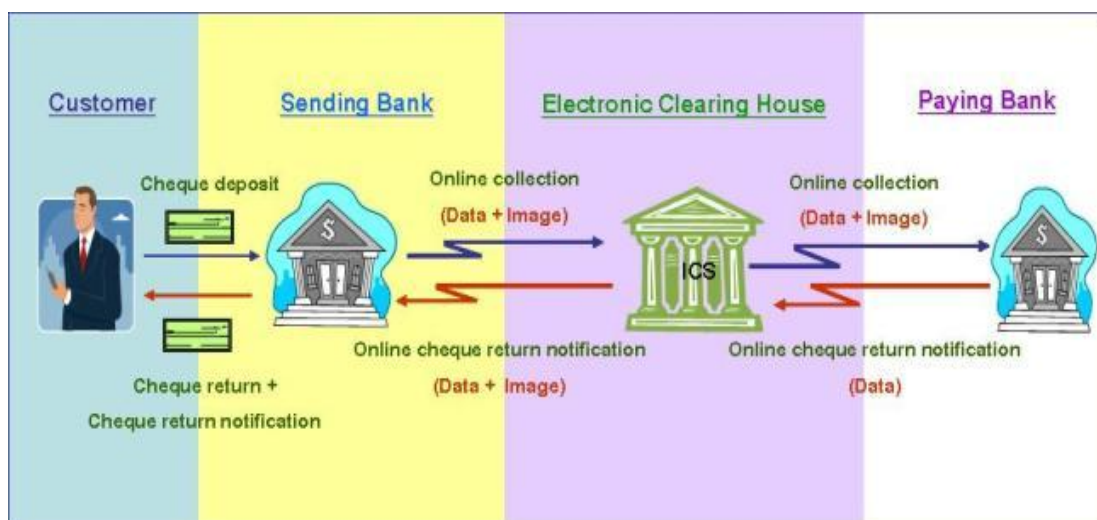 Customer
Sending Bank
Electronic Clearing House
Paying Bank
Cheque deposit
Online collection
(Data + Image)
Online collection
(Data + Image)
$
ICS
$
Cheque return +
Cheque return notification
Online cheque return notification
(Data + Image)
Online cheque return notification
(Data)